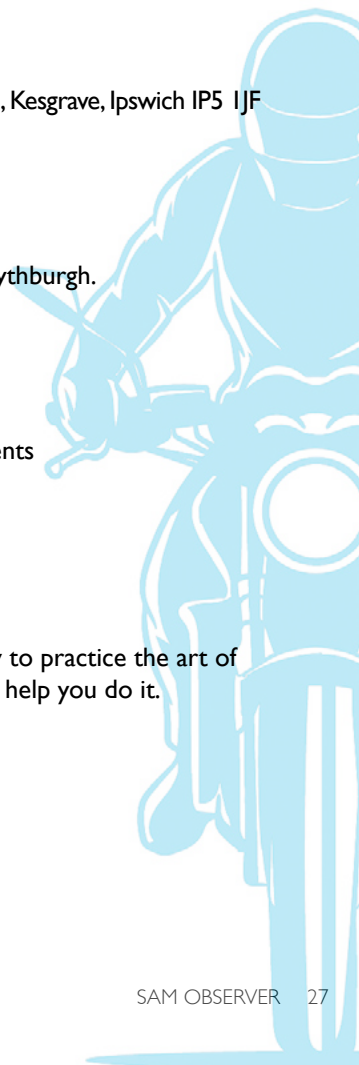 , Kesgrave, Ipswich IP5 1JF
ythburgh.
ents
to practice the art of
help you do it.
SAM OBSERVER 27